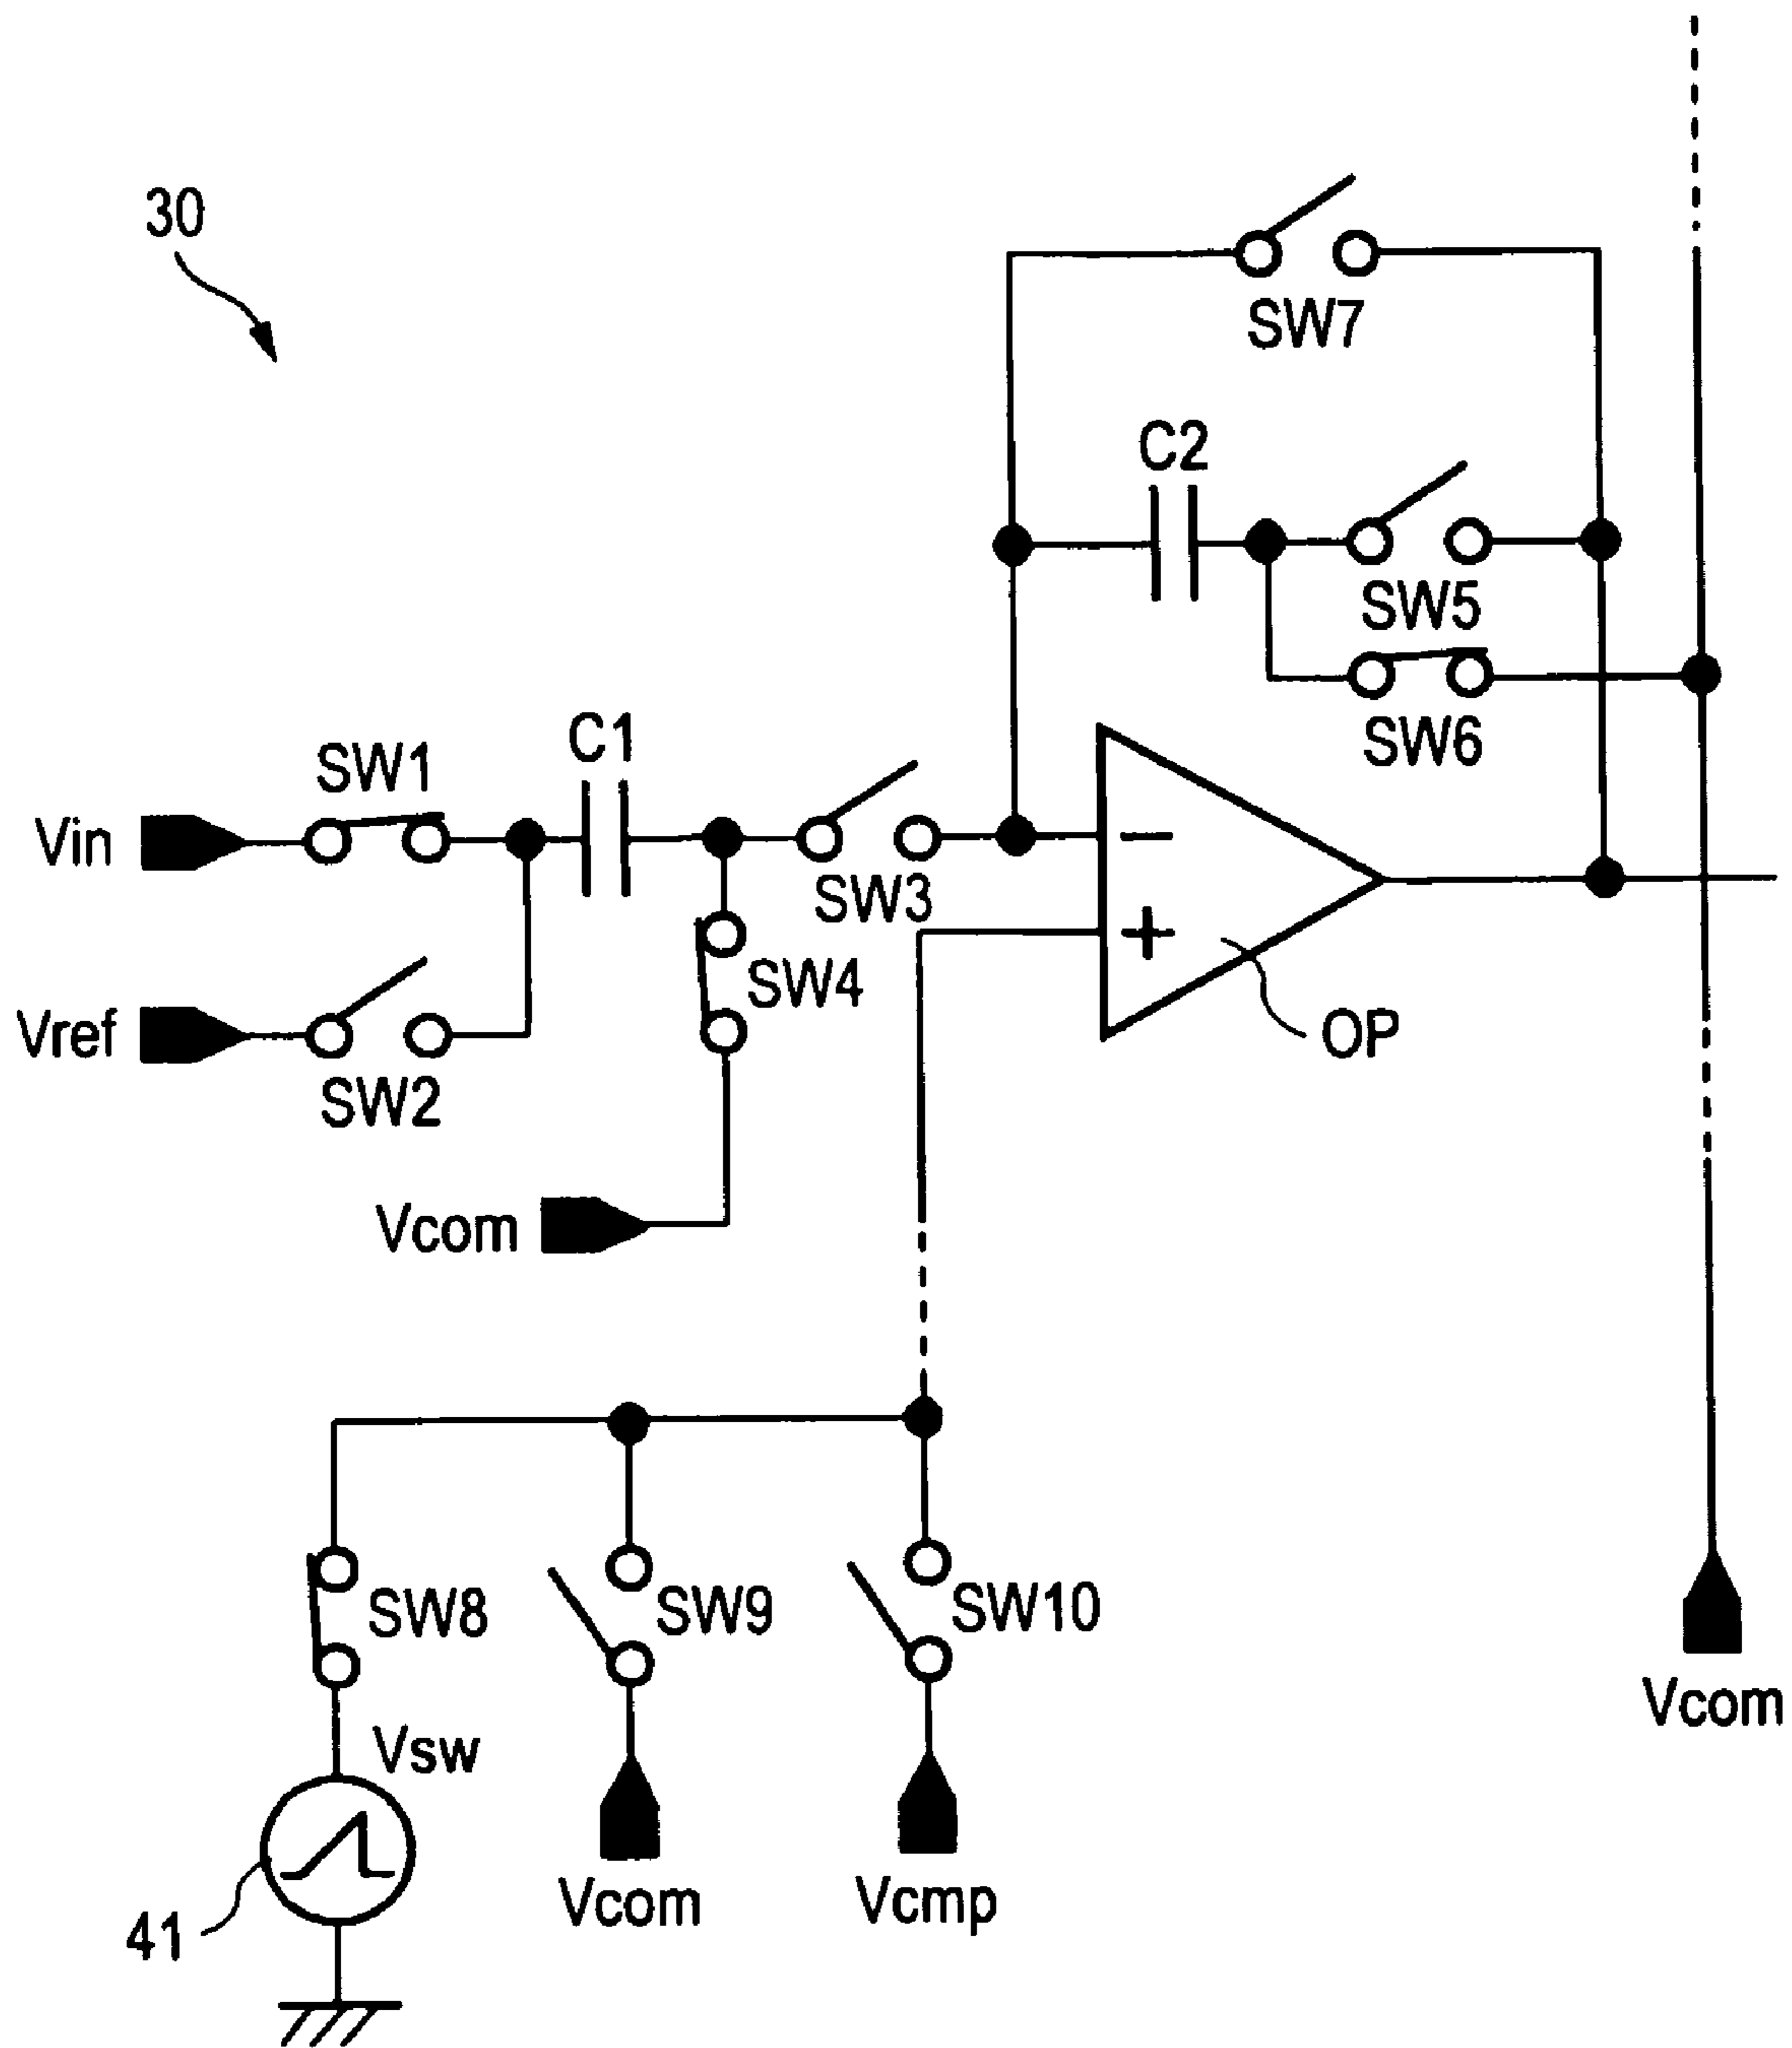 30
SW7
C2
SW5
SW6
C1
SW1
Vin
SW3
−
+
SW4
Vref
OP
SW2
Vcom
SW8
SW9
SW10
Vcom
Vsw
Vcom
Vcmp
41